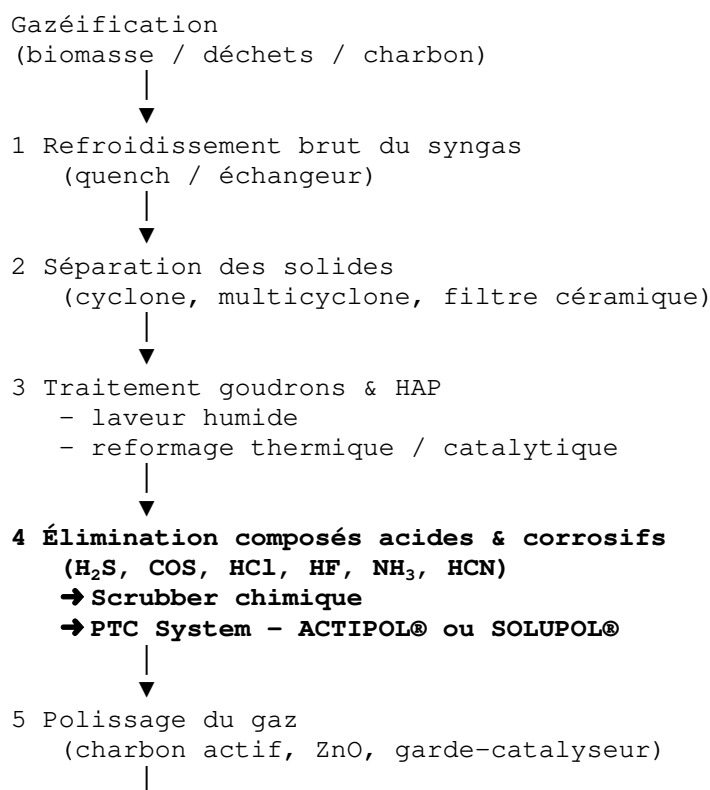 Gazéification
(biomasse / déchets / charbon)
│
▼
1 Refroidissement brut du syngas
(quench / échangeur)
│
▼
2 Séparation des solides
(cyclone, multicyclone, filtre céramique)
│
▼
3 Traitement goudrons & HAP
– laveur humide
– reformage thermique / catalytique
│
▼
4 Élimination composés acides & corrosifs
(H₂S, COS, HCl, HF, NH₃, HCN)
➜ Scrubber chimique
➜ PTC System – ACTIPOL® ou SOLUPOL®
│
▼
5 Polissage du gaz
(charbon actif, ZnO, garde-catalyseur)
│